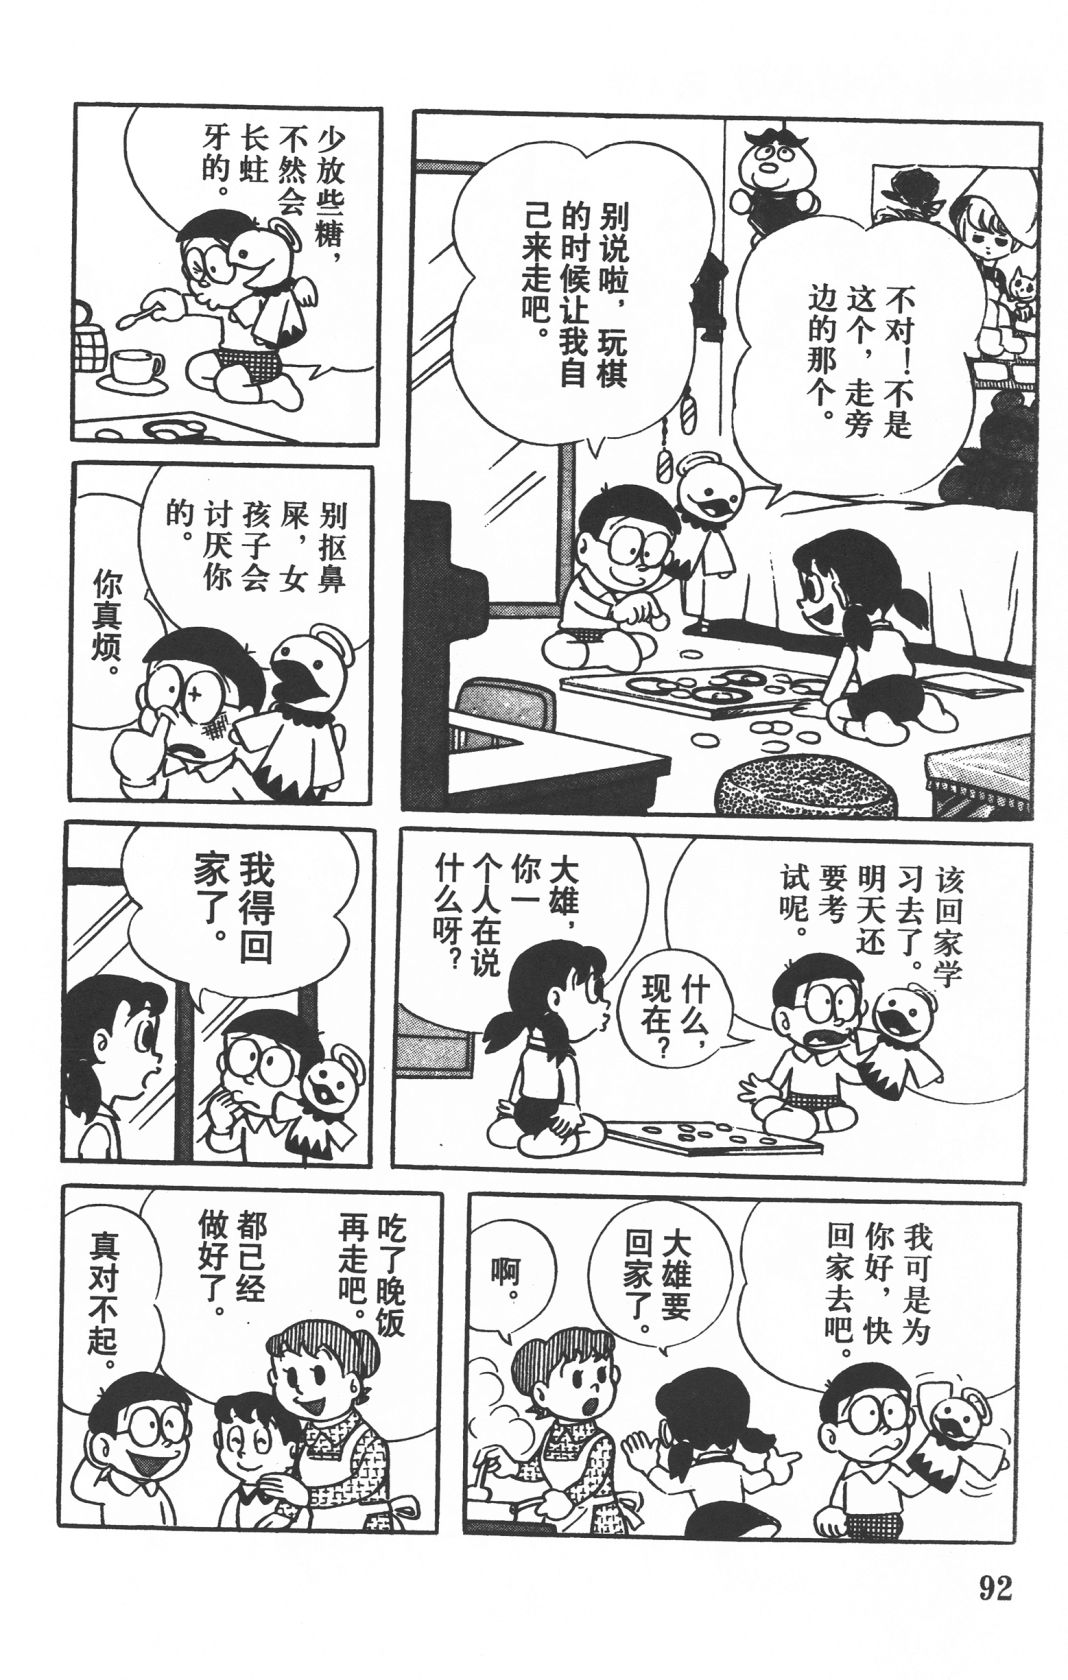 不对！不是
这个，走旁
边的那个。
别说啦，玩棋
的时候让我自
己来走吧。
少放些糖，
不然会
长蛀
牙的。
别抠鼻
屎，女
孩子会
讨厌你
的。
你真烦。
该回家学
习去了。
明天还
要考
试呢。
什么，
现在？
大雄，
你一
个人在说
什么呀？
我得回
家了。
我可是为
你好，快
回家去吧。
大雄要
回家了。
啊。
吃了晚饭
再走吧。
都已经
做好了。
真对不起。
92